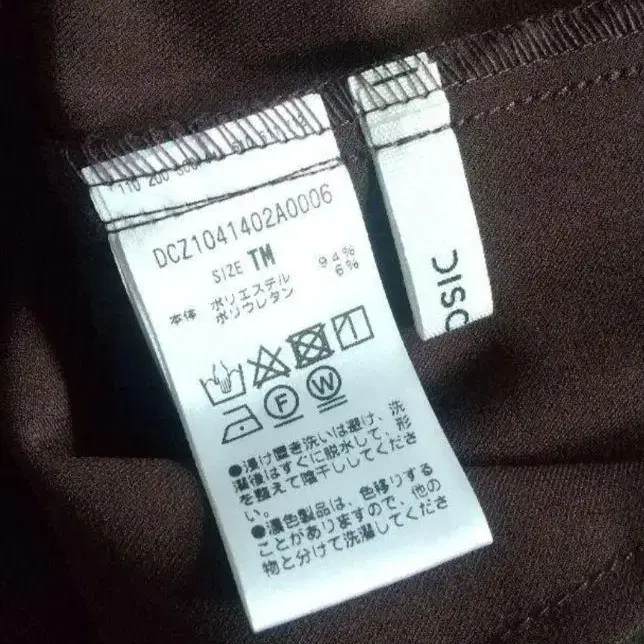 DCZ1041402A0006
SIZE TM
本体 ポリエステル 94%
ポリウレタン 6%
F W
●漬け置き洗いは避け、洗
濯後はすぐに脱水して、形
を整えて陰干ししてくださ
い。
●濃色製品は、色移りする
ことがありますので、他の
物と分けて洗濯してくださ
OSIC